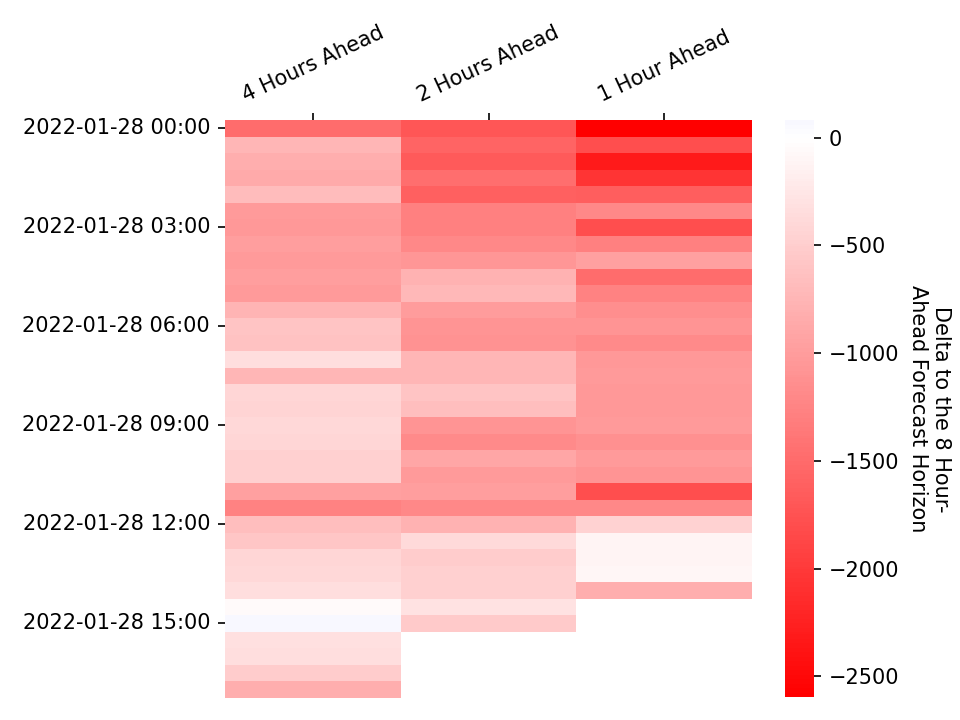 4 Hours Ahead
2 Hours Ahead
1 Hour Ahead
2022-01-28 00:00
2022-01-28 03:00
2022-01-28 06:00
2022-01-28 09:00
2022-01-28 12:00
2022-01-28 15:00
0
−500
−1000
−1500
−2000
−2500
Delta to the 8 Hour-
Ahead Forecast Horizon